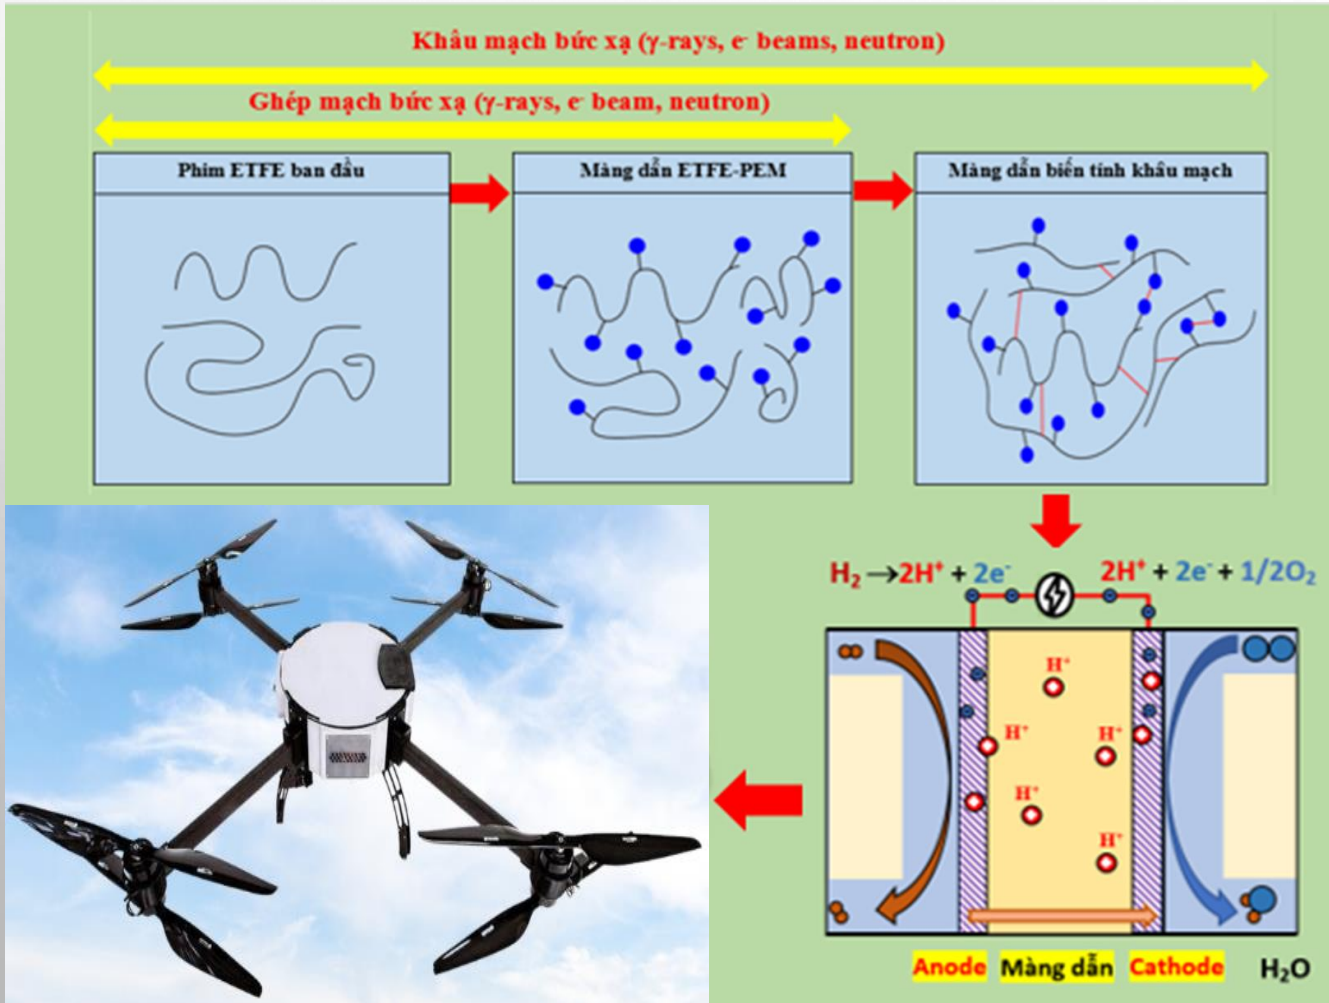 Khâu mạch bức xạ (γ-rays, e⁻ beams, neutron)
Ghép mạch bức xạ (γ-rays, e⁻ beam, neutron)
Phim ETFE ban đầu
Màng dẫn ETFE-PEM
Màng dẫn biến tính khâu mạch
H₂→2H⁺ + 2e⁻
2H⁺ + 2e⁻ + 1/2O₂
H⁺
H⁺
H⁺
H⁺
H⁺
H⁺
Anode
Màng dẫn
Cathode
H₂O